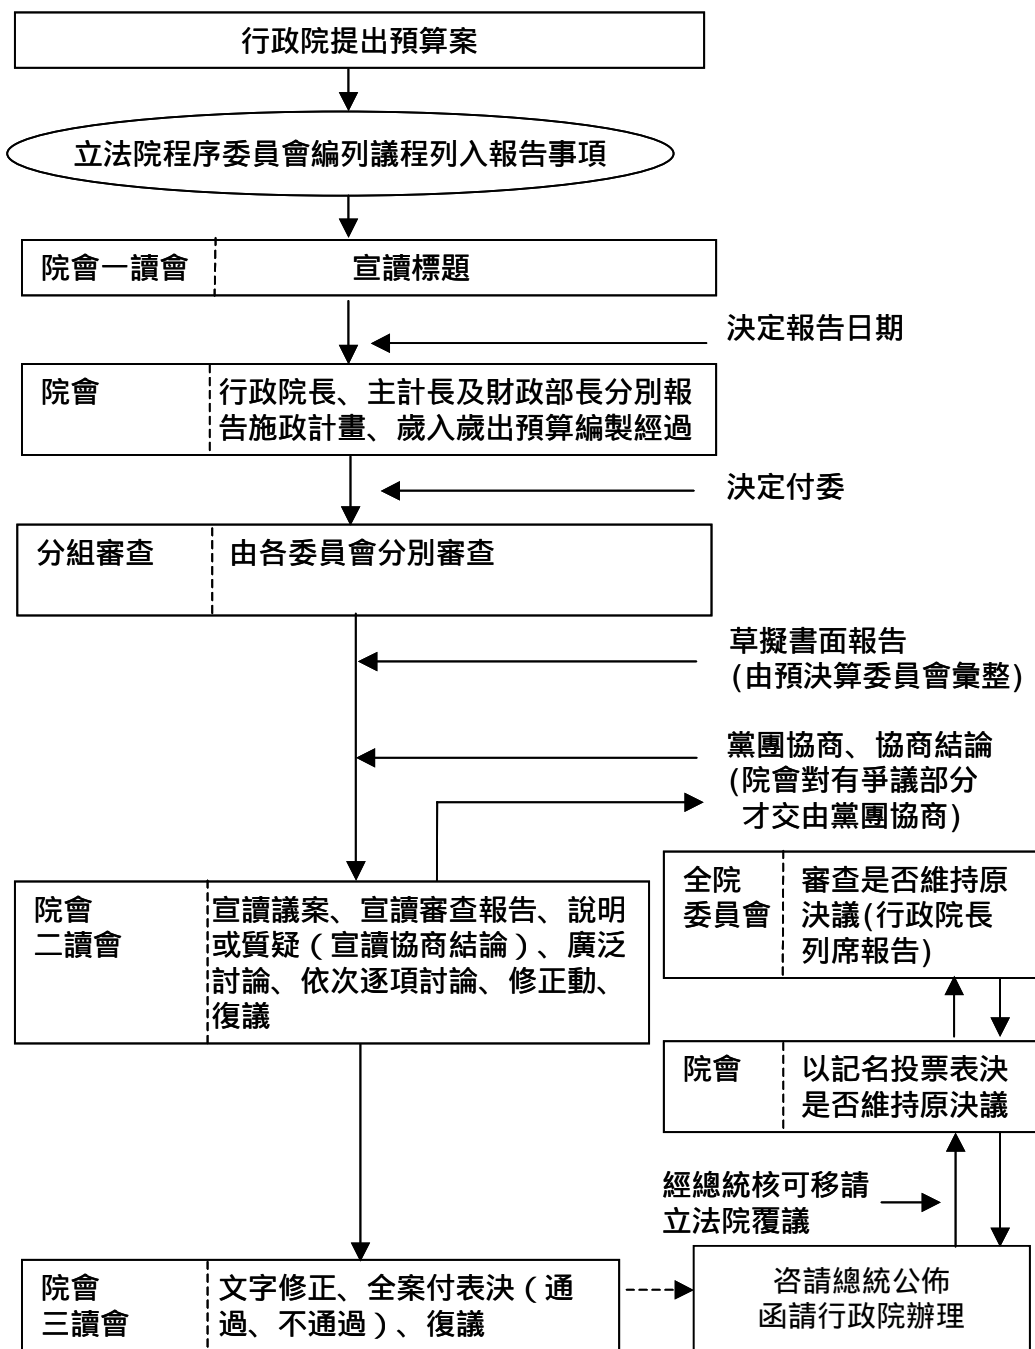 行政院提出預算案
立法院程序委員會編列議程列入報告事項
院會一讀會
宣讀標題
決定報告日期
院會
行政院長、主計長及財政部長分別報
告施政計畫、歲入歲出預算編製經過
決定付委
分組審查
由各委員會分別審查
草擬書面報告
(由預決算委員會彙整)
黨團協商、協商結論
(院會對有爭議部分
才交由黨團協商)
院會
二讀會
宣讀議案、宣讀審查報告、說明
或質疑（宣讀協商結論）、廣泛
討論、依次逐項討論、修正動、
復議
全院
委員會
審查是否維持原
決議(行政院長
列席報告)
院會
以記名投票表決
是否維持原決議
經總統核可移請
立法院覆議
院會
三讀會
文字修正、全案付表決（通
過、不通過）、復議
咨請總統公佈
函請行政院辦理